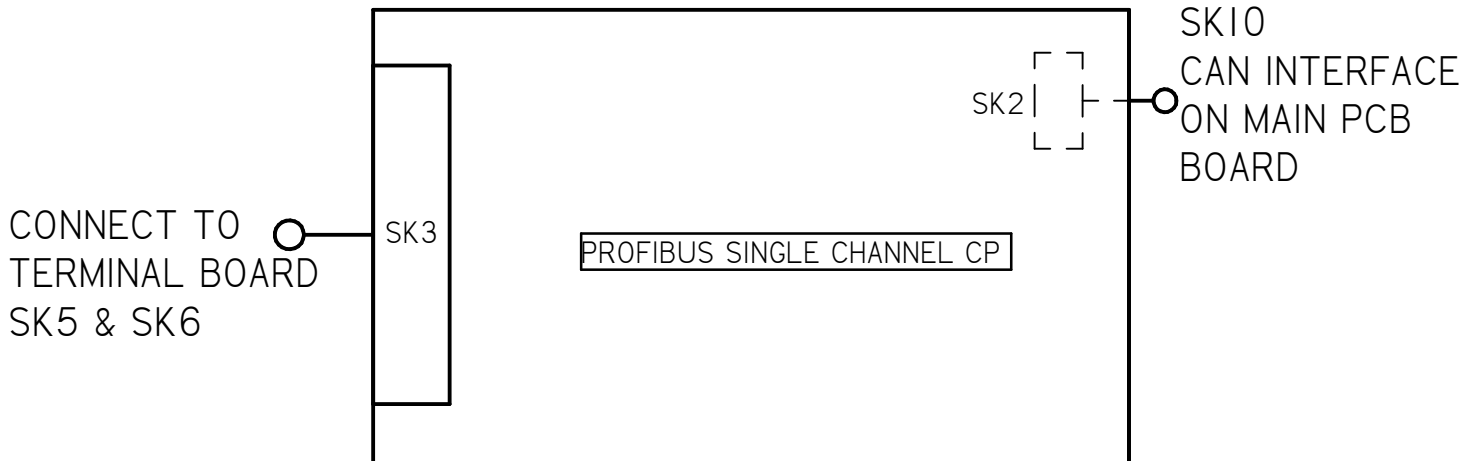 SK10
CAN INTERFACE
ON MAIN PCB
BOARD
SK2
CONNECT TO
TERMINAL BOARD
SK5 & SK6
SK3
PROFIBUS SINGLE CHANNEL CP